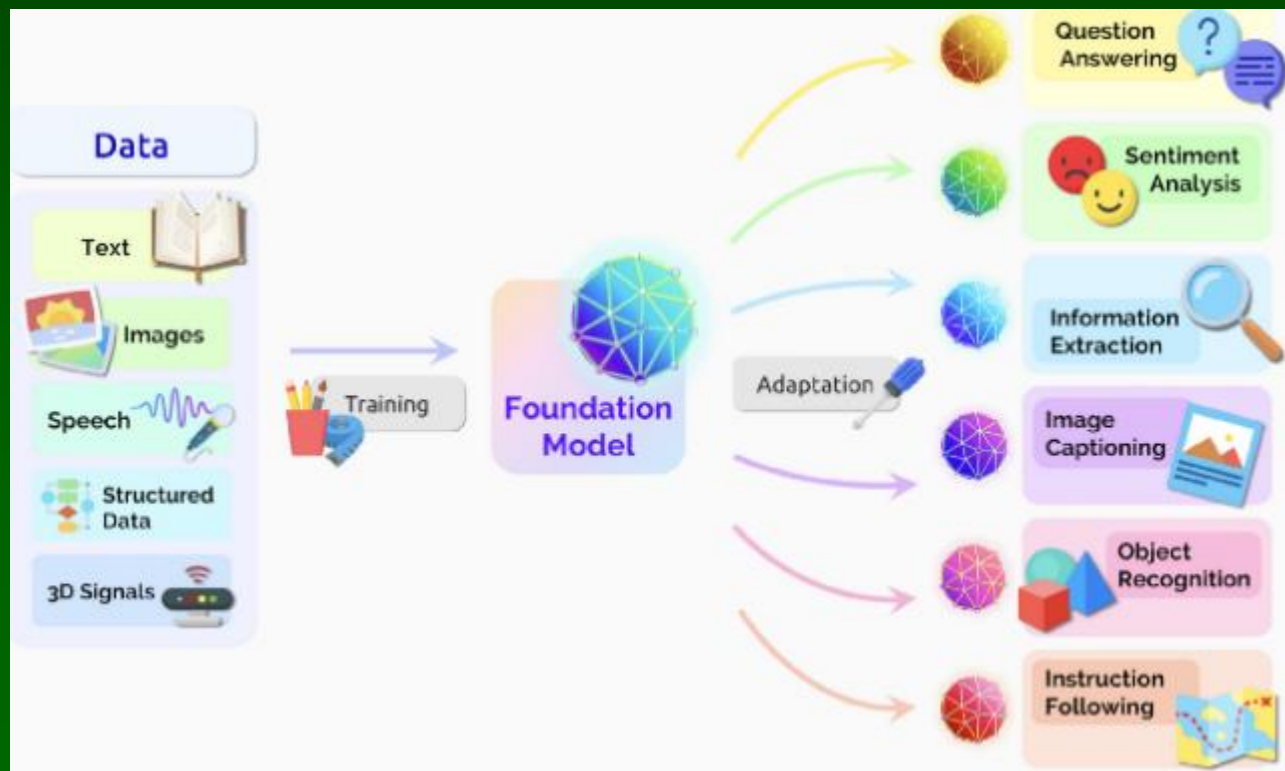 Data
Text
Images
Speech
Structured
Data
3D Signals
Training
Foundation
Model
Adaptation
Question
Answering
?
Sentiment
Analysis
Information
Extraction
Image
Captioning
Object
Recognition
Instruction
Following